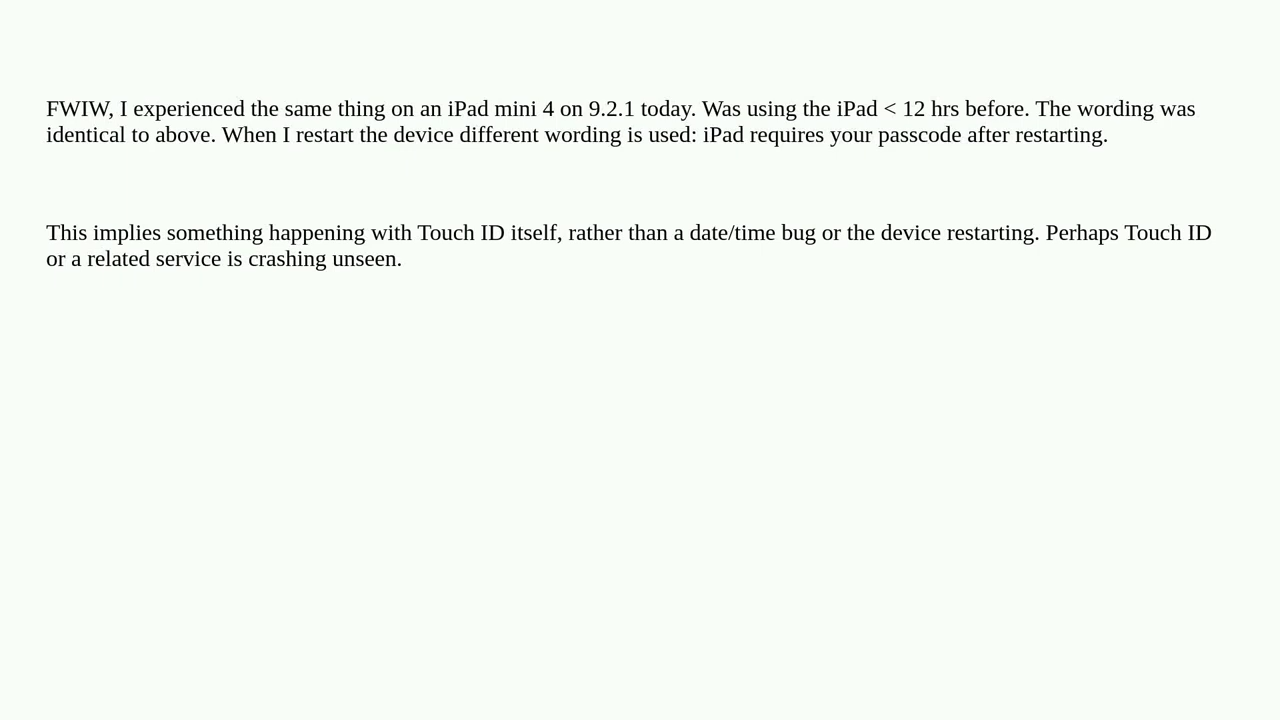 FWIW, I experienced the same thing on an iPad mini 4 on 9.2.1 today. Was using the iPad < 12 hrs before. The wording was
identical to above. When I restart the device different wording is used: iPad requires your passcode after restarting.
This implies something happening with Touch ID itself, rather than a date/time bug or the device restarting. Perhaps Touch ID
or a related service is crashing unseen.